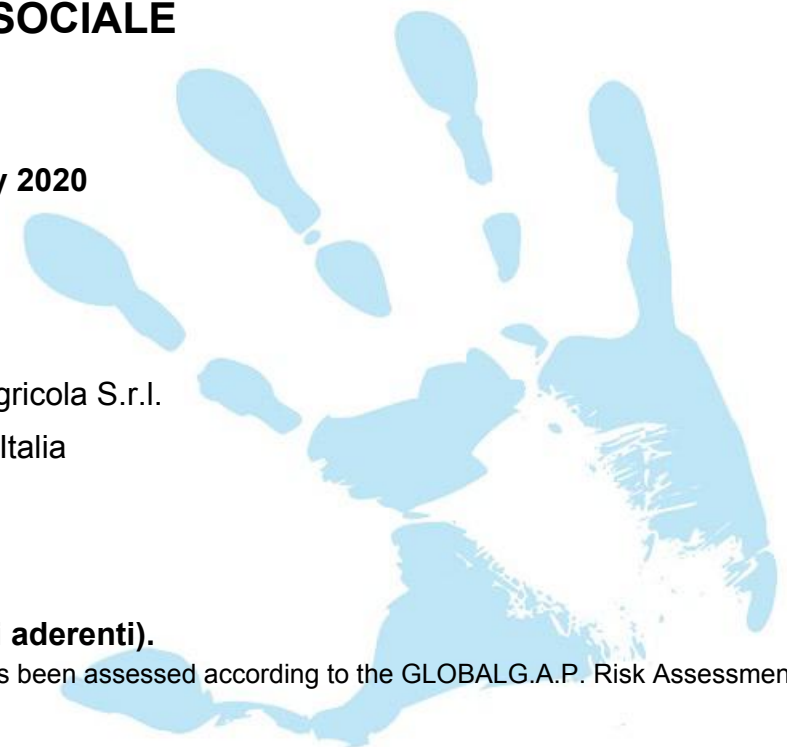 SOCIALE
y 2020
gricola S.r.l.
Italia
aderenti).
s been assessed according to the GLOBALG.A.P. Risk Assessmen